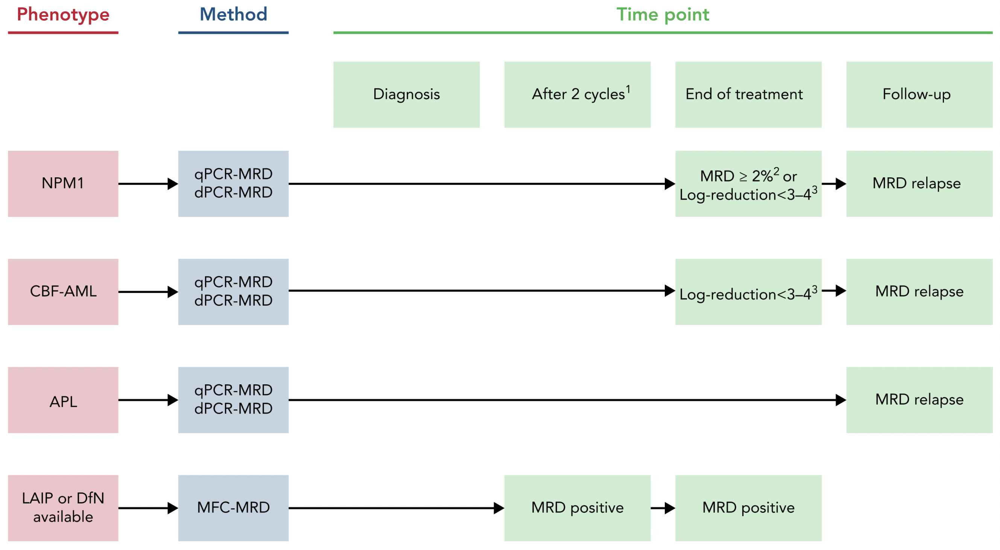 Phenotype
Method
Time point
Diagnosis
After 2 cycles¹
End of treatment
Follow-up
NPM1
qPCR-MRD
dPCR-MRD
MRD ≥ 2%² or
Log-reduction<3–4³
MRD relapse
CBF-AML
qPCR-MRD
dPCR-MRD
Log-reduction<3–4³
MRD relapse
APL
qPCR-MRD
dPCR-MRD
MRD relapse
LAIP or DfN
available
MFC-MRD
MRD positive
MRD positive